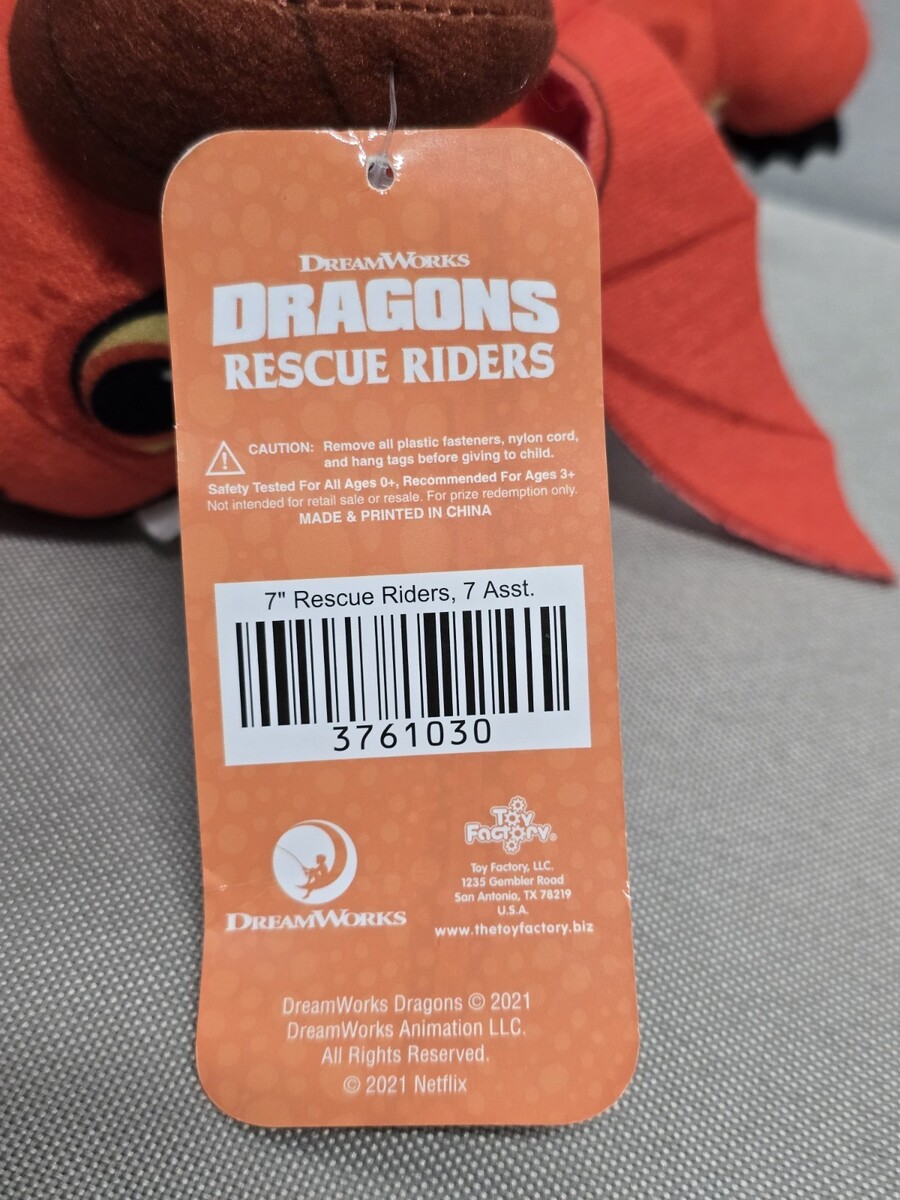 DREAMWORKS
DRAGONS
RESCUE RIDERS
CAUTION: Remove all plastic fasteners, nylon cord,
and hang tags before giving to child.
Safety Tested For All Ages 0+, Recommended For Ages 3+
Not intended for retail sale or resale. For prize redemption only.
MADE & PRINTED IN CHINA
7" Rescue Riders, 7 Asst.
3761030
DREAMWORKS
Toy
Factory®
Toy Factory, LLC.
1235 Gembler Road
San Antonio, TX 78219
U.S.A.
www.thetoyfactory.biz
DreamWorks Dragons © 2021
DreamWorks Animation LLC.
All Rights Reserved.
© 2021 Netflix